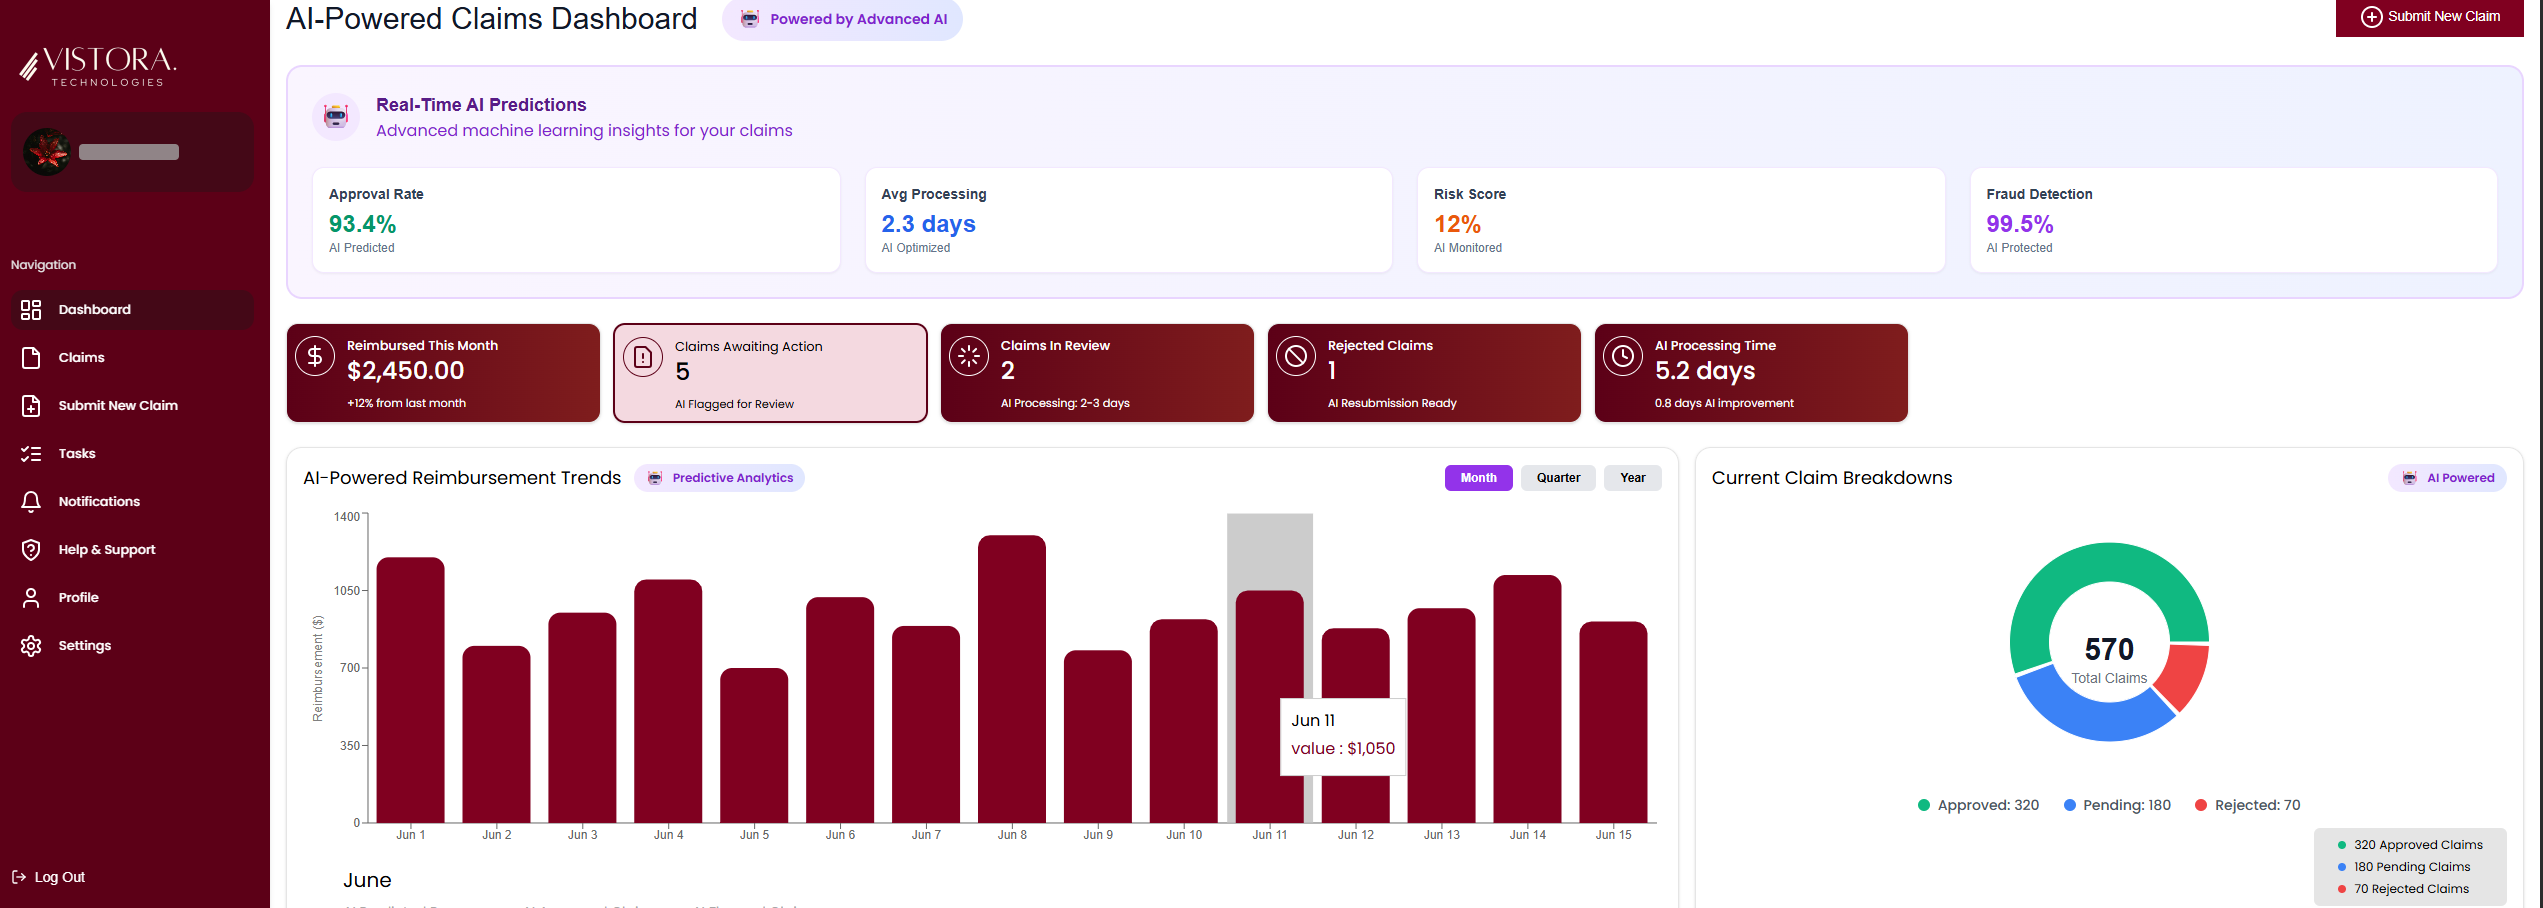 VISTORA.
TECHNOLOGIES
Navigation
Dashboard
Claims
Submit New Claim
Tasks
Notifications
Help & Support
Profile
Settings
Log Out
AI-Powered Claims Dashboard
Powered by Advanced AI
Submit New Claim
Real-Time AI Predictions
Advanced machine learning insights for your claims
Approval Rate
93.4%
AI Predicted
Avg Processing
2.3 days
AI Optimized
Risk Score
12%
AI Monitored
Fraud Detection
99.5%
AI Protected
Reimbursed This Month
$2,450.00
+12% from last month
Claims Awaiting Action
5
AI Flagged for Review
Claims In Review
2
AI Processing: 2-3 days
Rejected Claims
1
AI Resubmission Ready
AI Processing Time
5.2 days
0.8 days AI improvement
AI-Powered Reimbursement Trends
Predictive Analytics
Month Quarter Year
Reimbursement ($)
1400
1050
700
350
0
Jun 1 Jun 2 Jun 3 Jun 4 Jun 5 Jun 6 Jun 7 Jun 8 Jun 9 Jun 10 Jun 11 Jun 12 Jun 13 Jun 14 Jun 15
Jun 11
value : $1,050
June
Current Claim Breakdowns
AI Powered
570
Total Claims
Approved: 320 Pending: 180 Rejected: 70
320 Approved Claims
180 Pending Claims
70 Rejected Claims